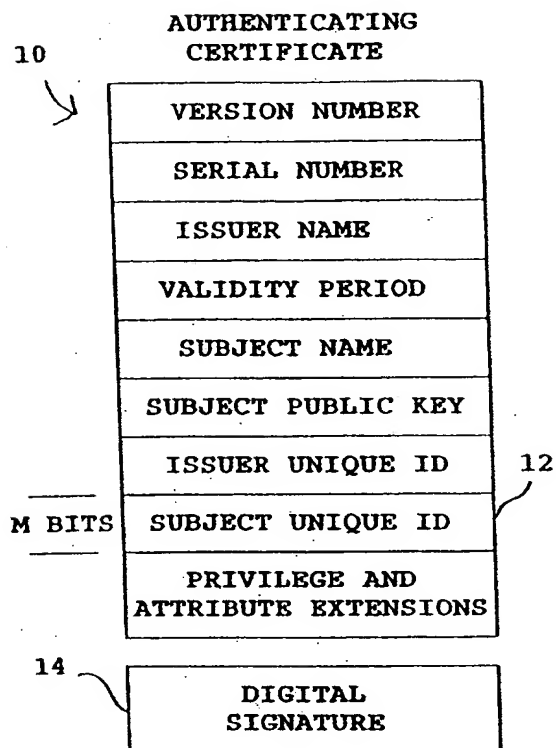 AUTHENTICATING
CERTIFICATE
10
VERSION NUMBER
SERIAL NUMBER
ISSUER NAME
VALIDITY PERIOD
SUBJECT NAME
SUBJECT PUBLIC KEY
ISSUER UNIQUE ID
12
M BITS
SUBJECT UNIQUE ID
PRIVILEGE AND
ATTRIBUTE EXTENSIONS
14
DIGITAL
SIGNATURE